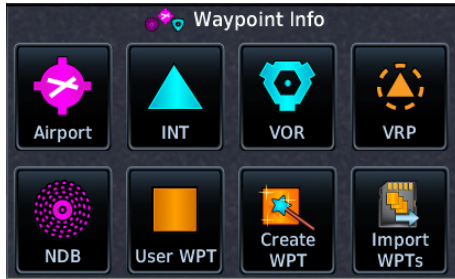 Waypoint Info
Airport
INT
VOR
VRP
NDB
User WPT
Create
WPT
Import
WPTs